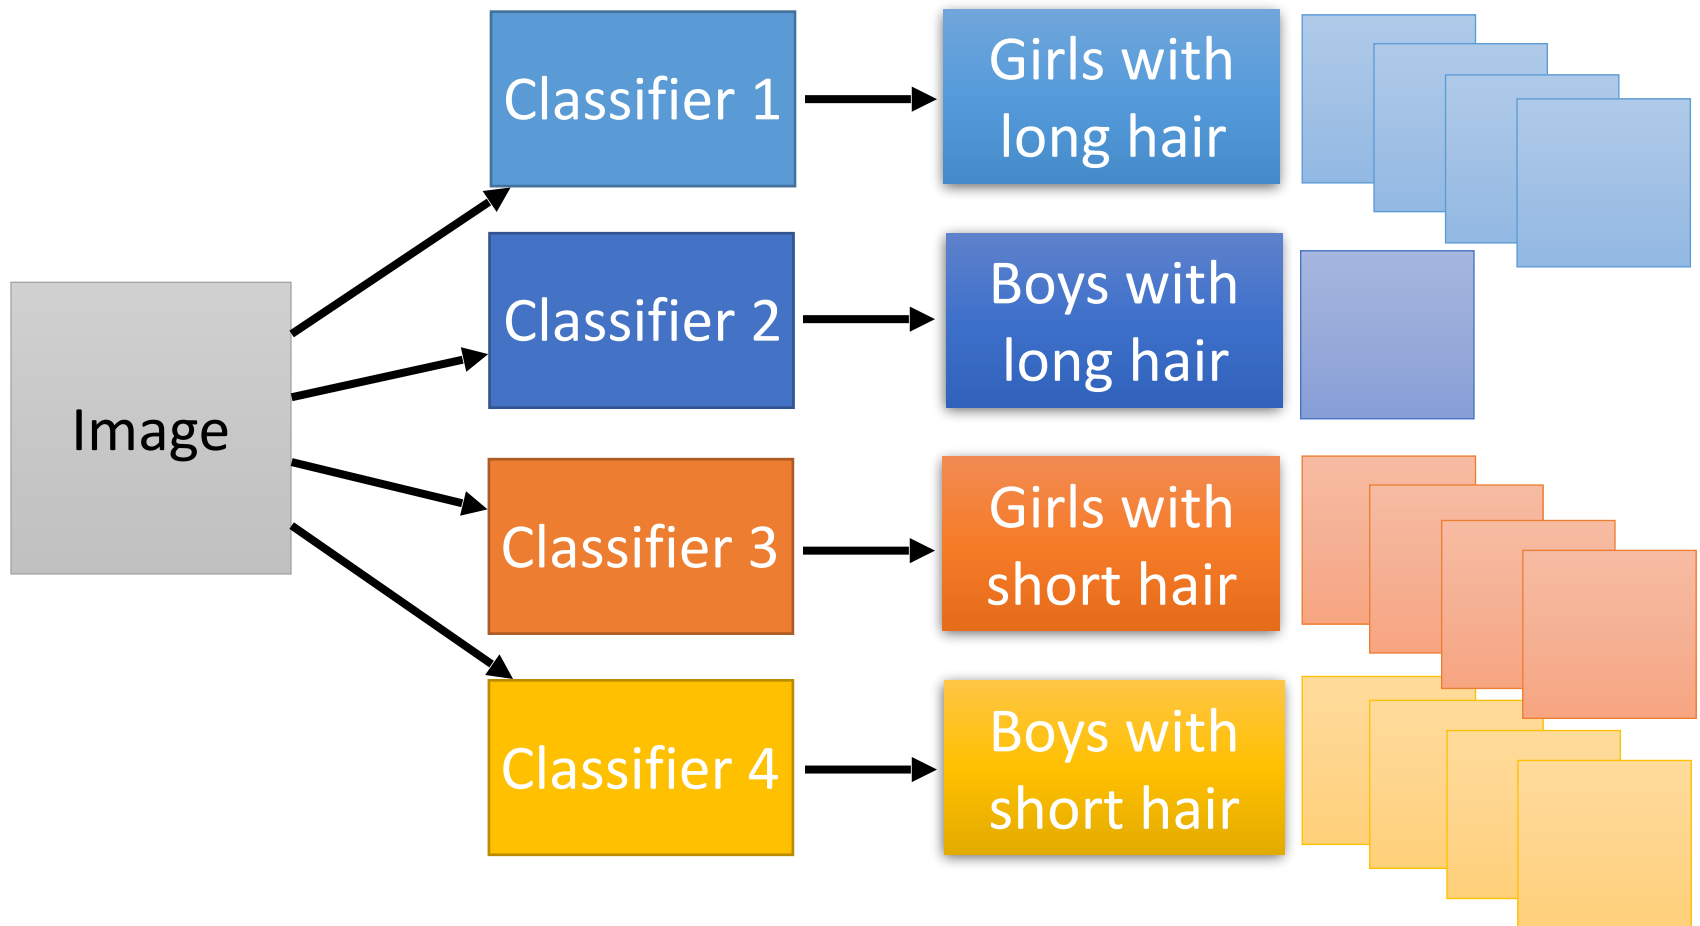 Image
Classifier 1
Girls with
long hair
Classifier 2
Boys with
long hair
Classifier 3
Girls with
short hair
Classifier 4
Boys with
short hair